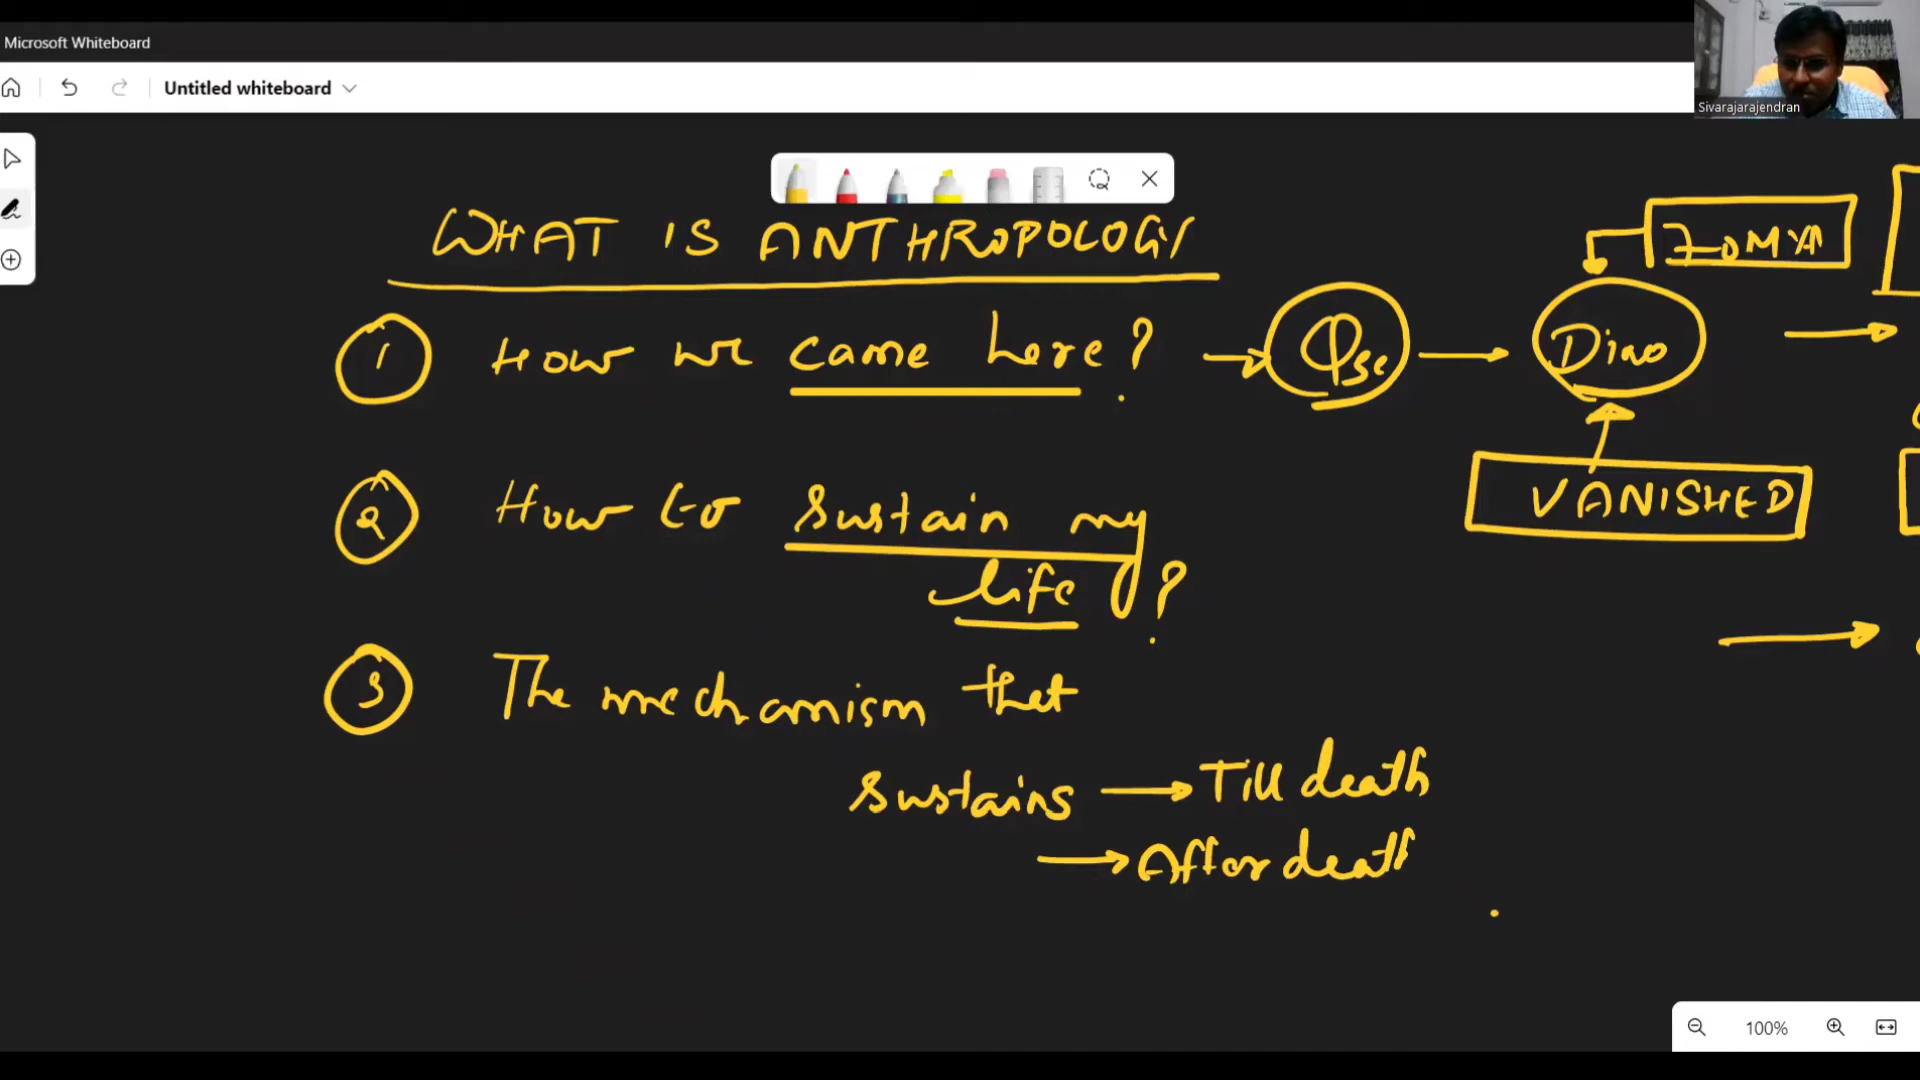 Microsoft Whiteboard
Untitled whiteboard
Sivarajarajendran
WHAT IS ANTHROPOLOGY
1 How we came here? → → Dino
70MYA
VANISHED
2 How to sustain my
life?
3 The mechanism that
sustains → Till death
→ After death
100%